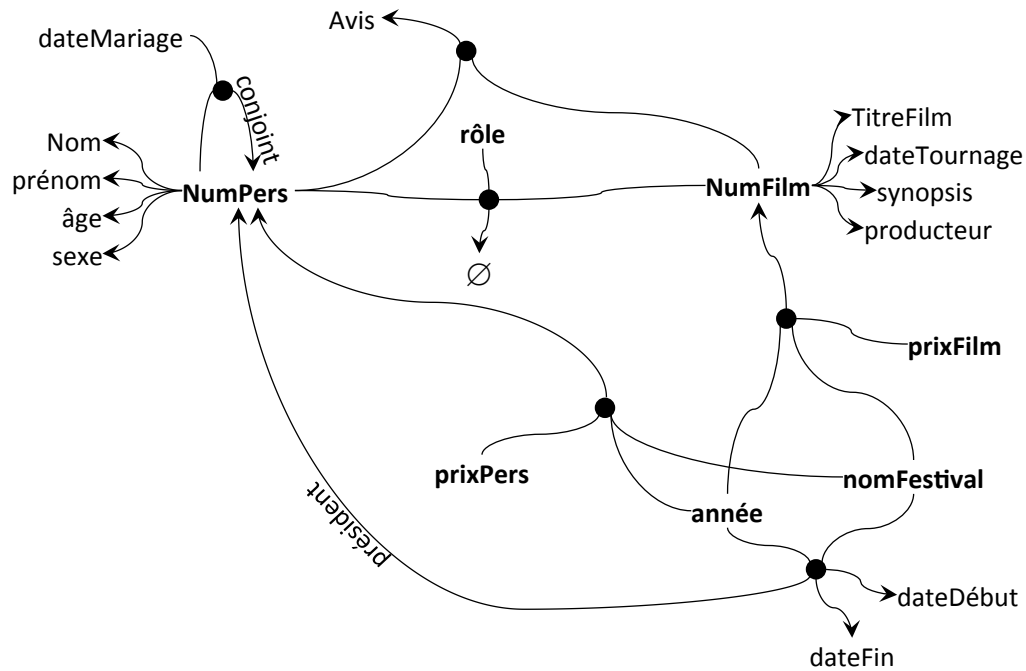 Avis
dateMariage
conjoint
rôle
TitreFilm
dateTournage
synopsis
producteur
Nom
prénom
âge
sexe
NumPers
NumFilm
∅
prixFilm
prixPers
nomFestival
année
président
dateDébut
dateFin